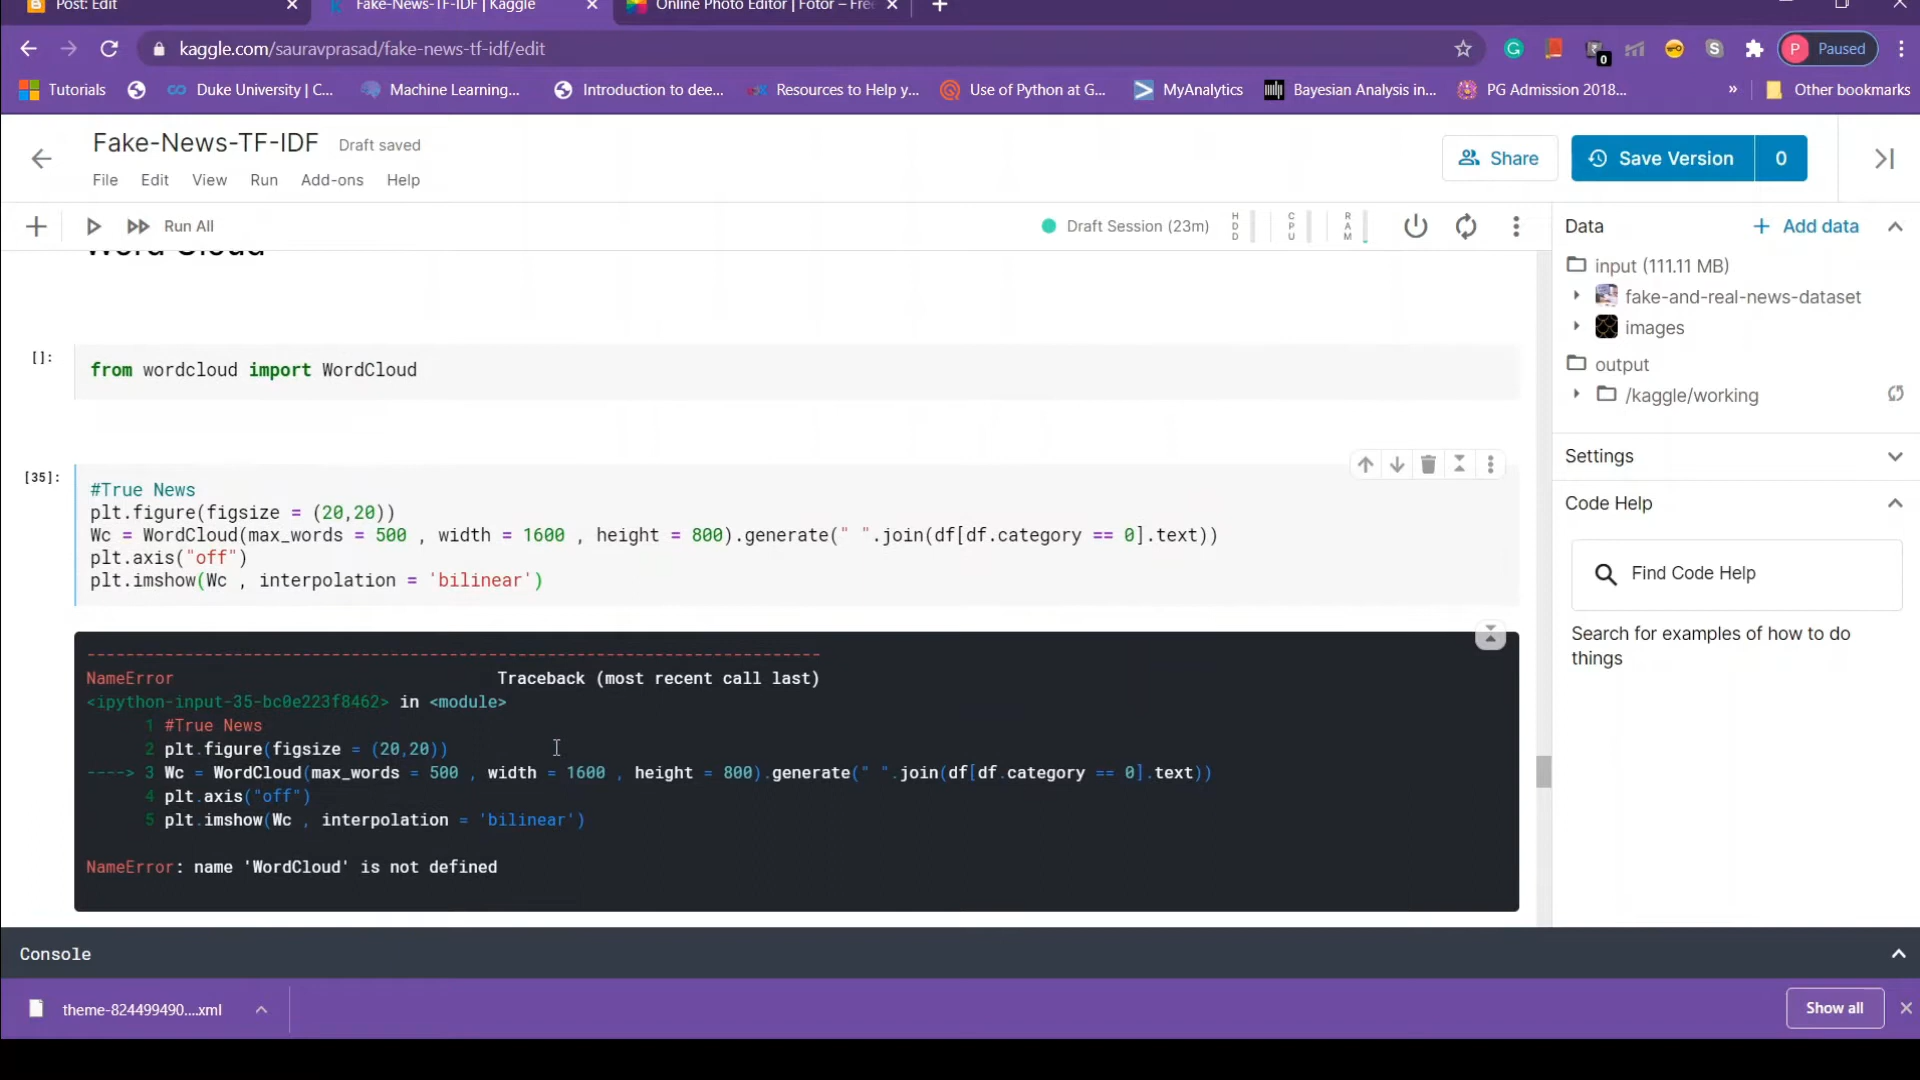 Post: Edit
Fake-News-TF-IDF | Kaggle
Online Photo Editor | Fotor – Free
kaggle.com/sauravprasad/fake-news-tf-idf/edit
P Paused
0
Tutorials
Duke University | C...
Machine Learning...
Introduction to dee...
Resources to Help y...
Use of Python at G...
MyAnalytics
Bayesian Analysis in...
PG Admission 2018...
»
Other bookmarks
Fake-News-TF-IDF
Draft saved
Share
Save Version
0
File Edit View Run Add-ons Help
Run All
Draft Session (23m)
HDD
CPU
RAM
Data
Add data
input (111.11 MB)
fake-and-real-news-dataset
images
output
/kaggle/working
Settings
Code Help
Find Code Help
Search for examples of how to do
things
Word Cloud
[]:
from wordcloud import WordCloud
[35]:
#True News
plt.figure(figsize = (20,20))
Wc = WordCloud(max_words = 500 , width = 1600 , height = 800).generate(" ".join(df[df.category == 0].text))
plt.axis("off")
plt.imshow(Wc , interpolation = 'bilinear')
---------------------------------------------------------------------------
NameError                                 Traceback (most recent call last)
<ipython-input-35-bc0e223f8462> in <module>
1 #True News
2 plt.figure(figsize = (20,20))
----> 3 Wc = WordCloud(max_words = 500 , width = 1600 , height = 800).generate(" ".join(df[df.category == 0].text))
4 plt.axis("off")
5 plt.imshow(Wc , interpolation = 'bilinear')
NameError: name 'WordCloud' is not defined
Console
theme-824499490....xml
Show all